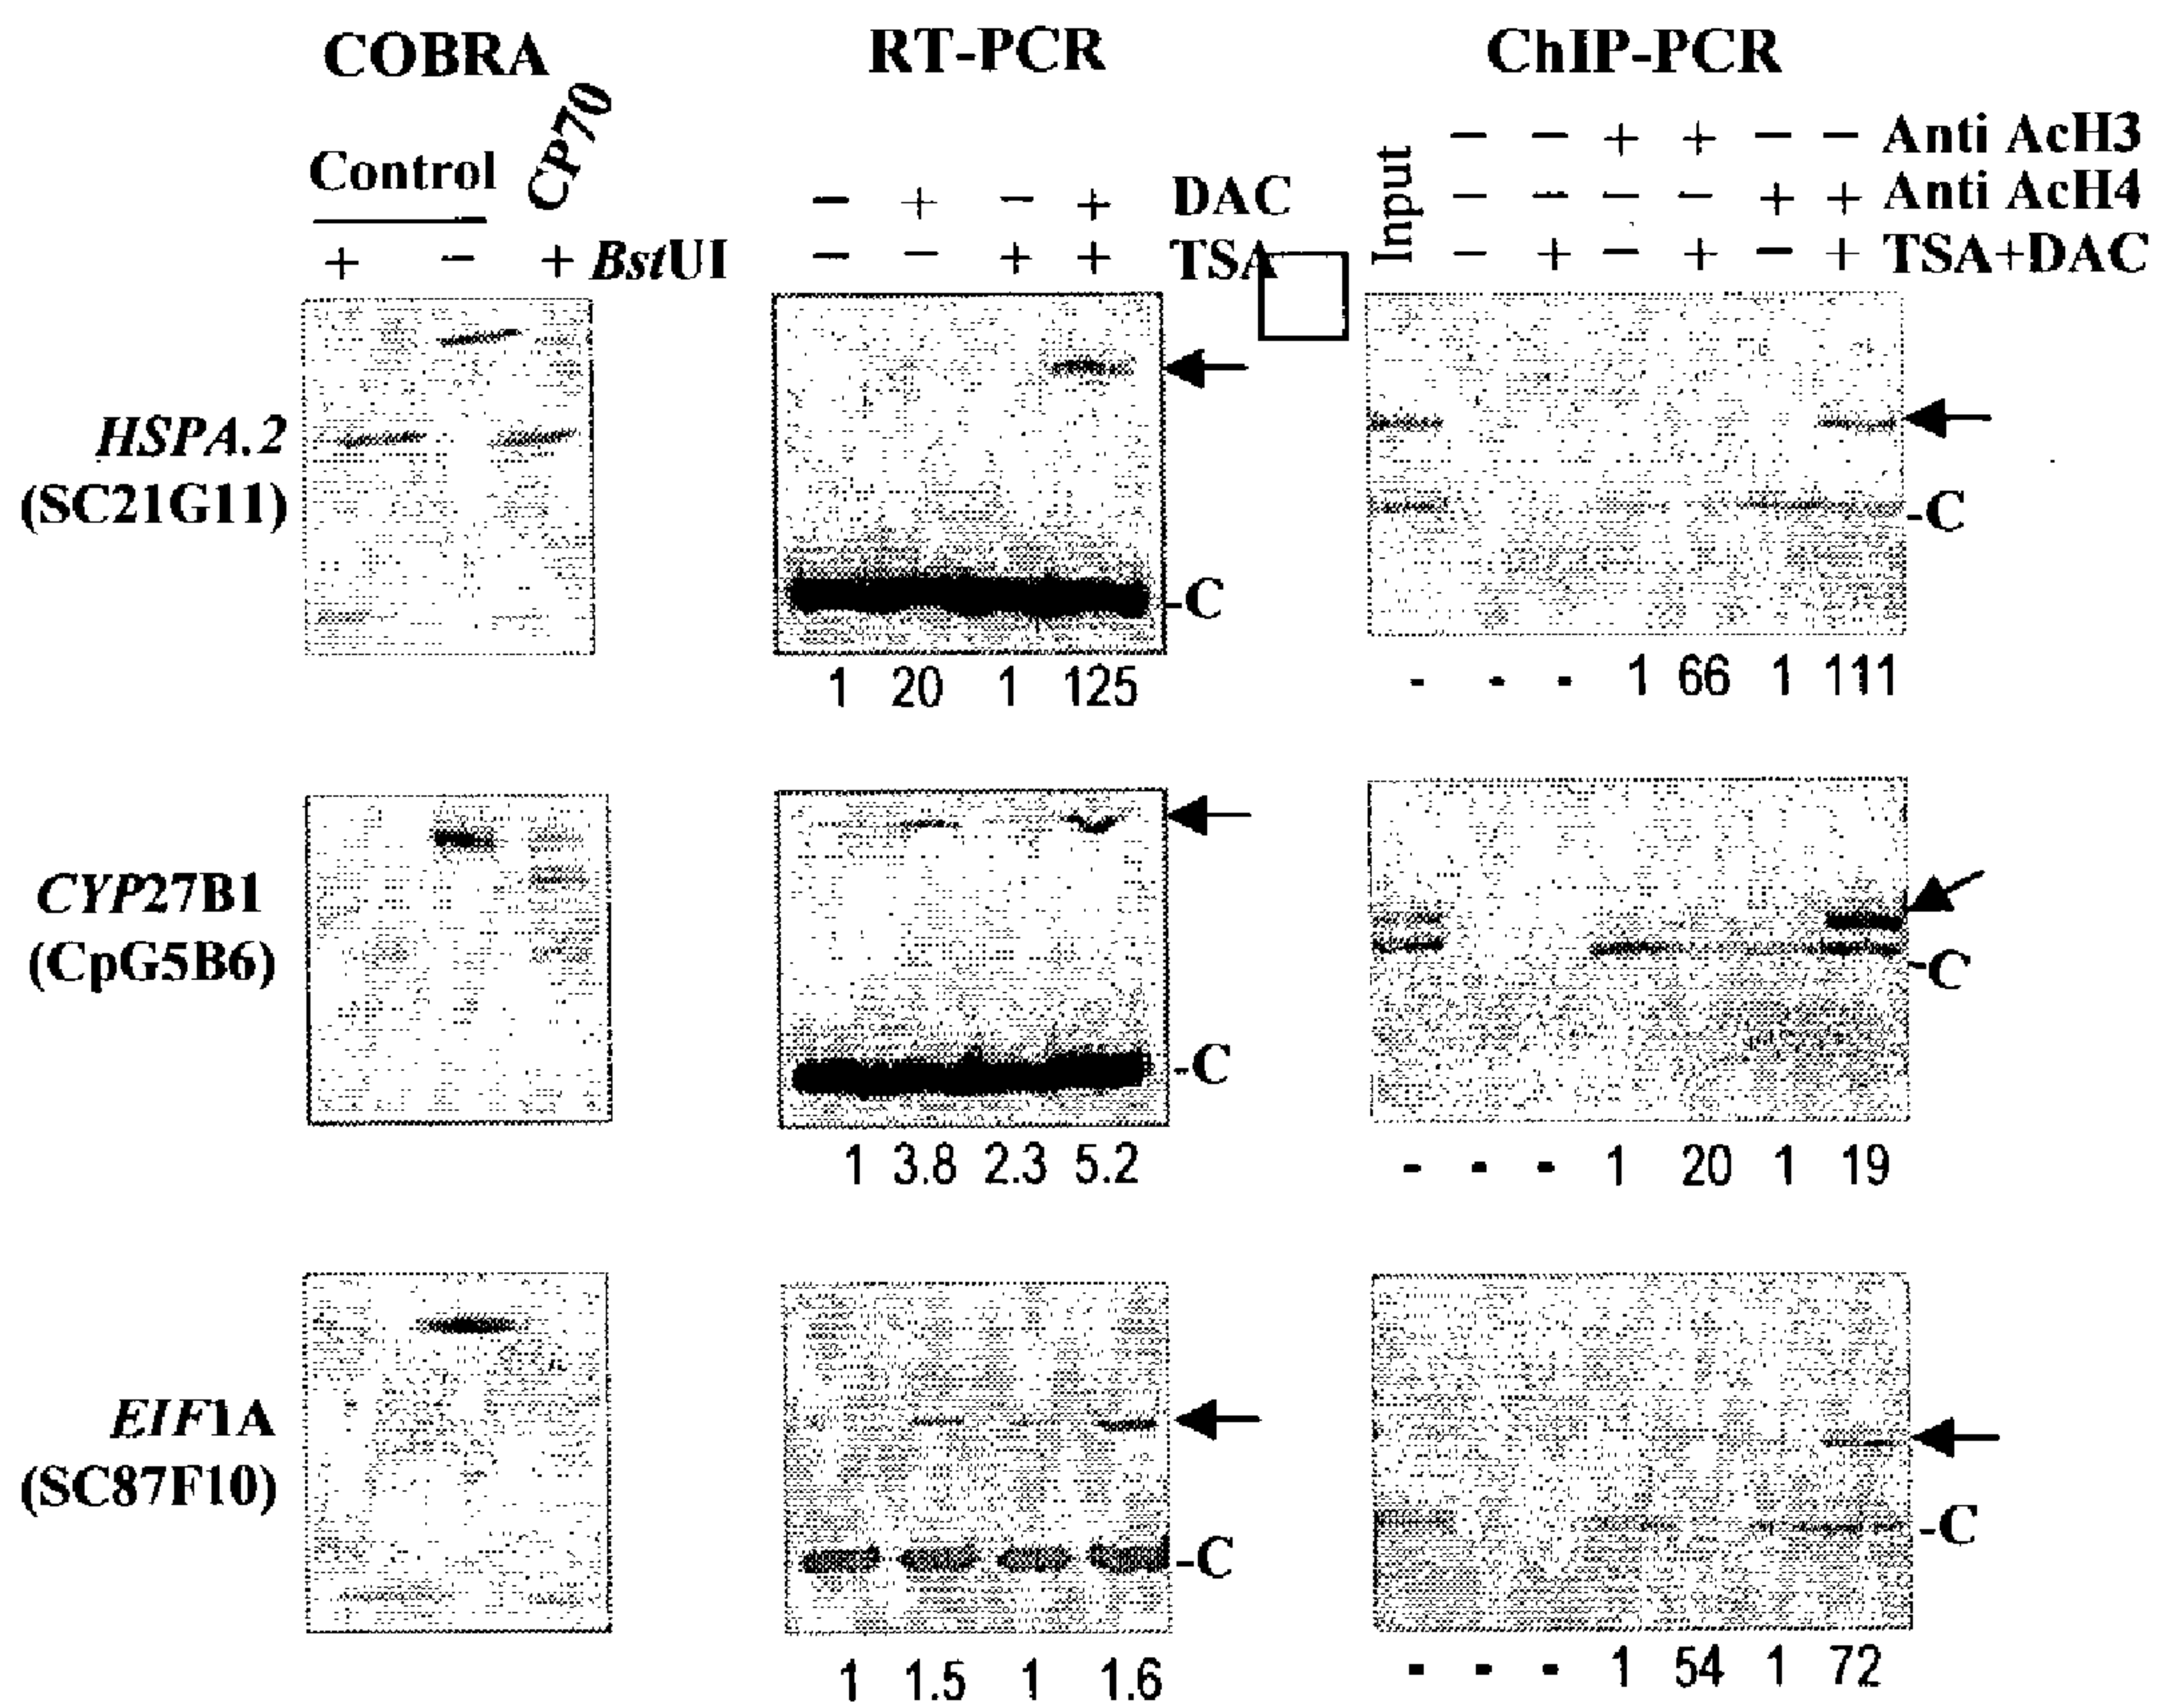 COBRA
RT-PCR
ChIP-PCR
Control
CP70
+ − + BstUI
− + − + DAC
− − + + TSA
Input
− − + + − − Anti AcH3
− − − − + + Anti AcH4
− + − + − + TSA+DAC
HSPA.2
(SC21G11)
-C
-C
1 20 1 125
- - - 1 66 1 111
CYP27B1
(CpG5B6)
-C
-C
1 3.8 2.3 5.2
- - - 1 20 1 19
EIF1A
(SC87F10)
-C
-C
1 1.5 1 1.6
- - - 1 54 1 72